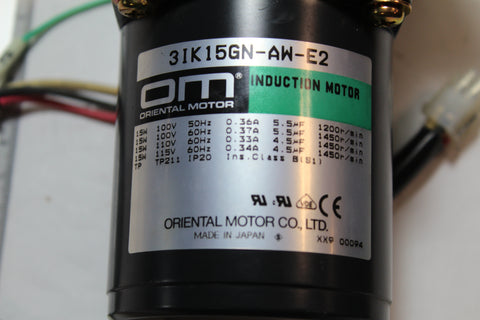 3IK15GN-AW-E2
OM
ORIENTAL MOTOR
INDUCTION MOTOR
15W 100V 50Hz 0.36A 5.5μF 1200r/min
15W 100V 60Hz 0.37A 5.5μF 1450r/min
15W 110V 60Hz 0.33A 4.5μF 1450r/min
15W 115V 60Hz 0.34A 4.5μF 1450r/min
TP TP211 IP20 Ins.Class B(S1)
VDE CE
ORIENTAL MOTOR CO., LTD.
MADE IN JAPAN XX9 00094